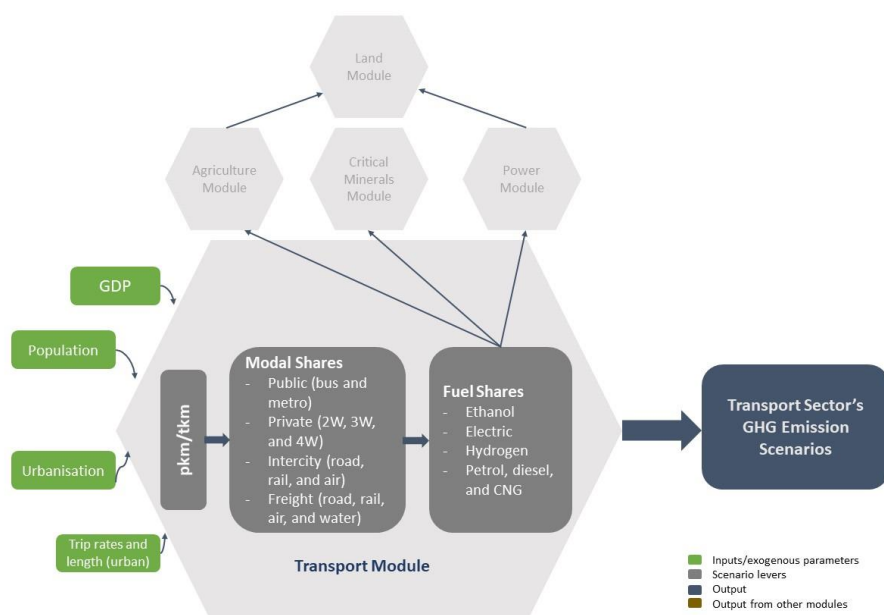 Land
Module
Agriculture
Module
Critical
Minerals
Module
Power
Module
GDP
Population
Urbanisation
Trip rates and
length (urban)
pkm/tkm
Modal Shares
- Public (bus and
metro)
- Private (2W, 3W,
and 4W)
- Intercity (road,
rail, and air)
- Freight (road, rail,
air, and water)
Fuel Shares
- Ethanol
- Electric
- Hydrogen
- Petrol, diesel,
and CNG
Transport Module
Transport Sector's
GHG Emission
Scenarios
Inputs/exogenous parameters
Scenario levers
Output
Output from other modules